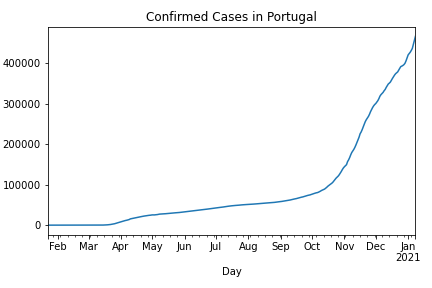 Confirmed Cases in Portugal
400000
300000
200000
100000
0
Feb Mar Apr May Jun Jul Aug Sep Oct Nov Dec Jan
2021
Day